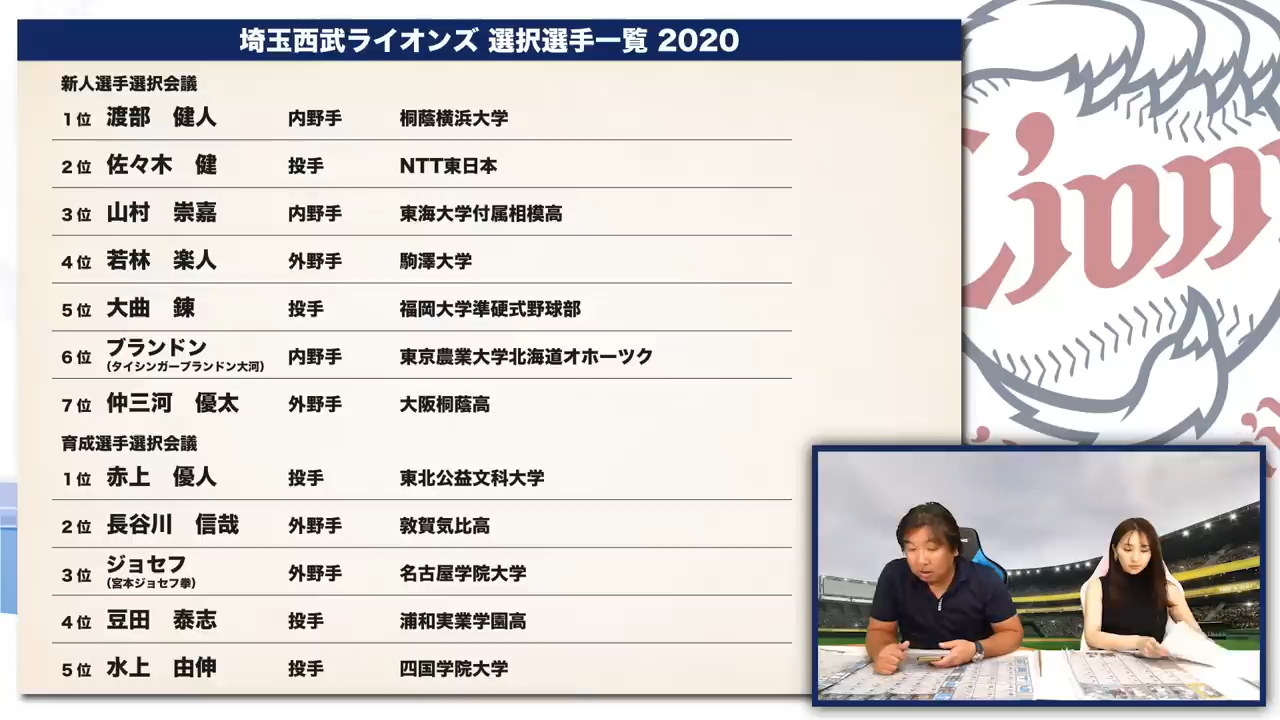 埼玉西武ライオンズ 選択選手一覧 2020
新人選手選択会議
1位 渡部 健人 内野手 桐蔭横浜大学
2位 佐々木 健 投手 NTT東日本
3位 山村 崇嘉 内野手 東海大学付属相模高
4位 若林 楽人 外野手 駒澤大学
5位 大曲 錬 投手 福岡大学準硬式野球部
6位 ブランドン 内野手 東京農業大学北海道オホーツク
(タイシンガーブランドン大河)
7位 仲三河 優太 外野手 大阪桐蔭高
育成選手選択会議
1位 赤上 優人 投手 東北公益文科大学
2位 長谷川 信哉 外野手 敦賀気比高
3位 ジョセフ 外野手 名古屋学院大学
(宮本ジョセフ拳)
4位 豆田 泰志 投手 浦和実業学園高
5位 水上 由伸 投手 四国学院大学
Lions